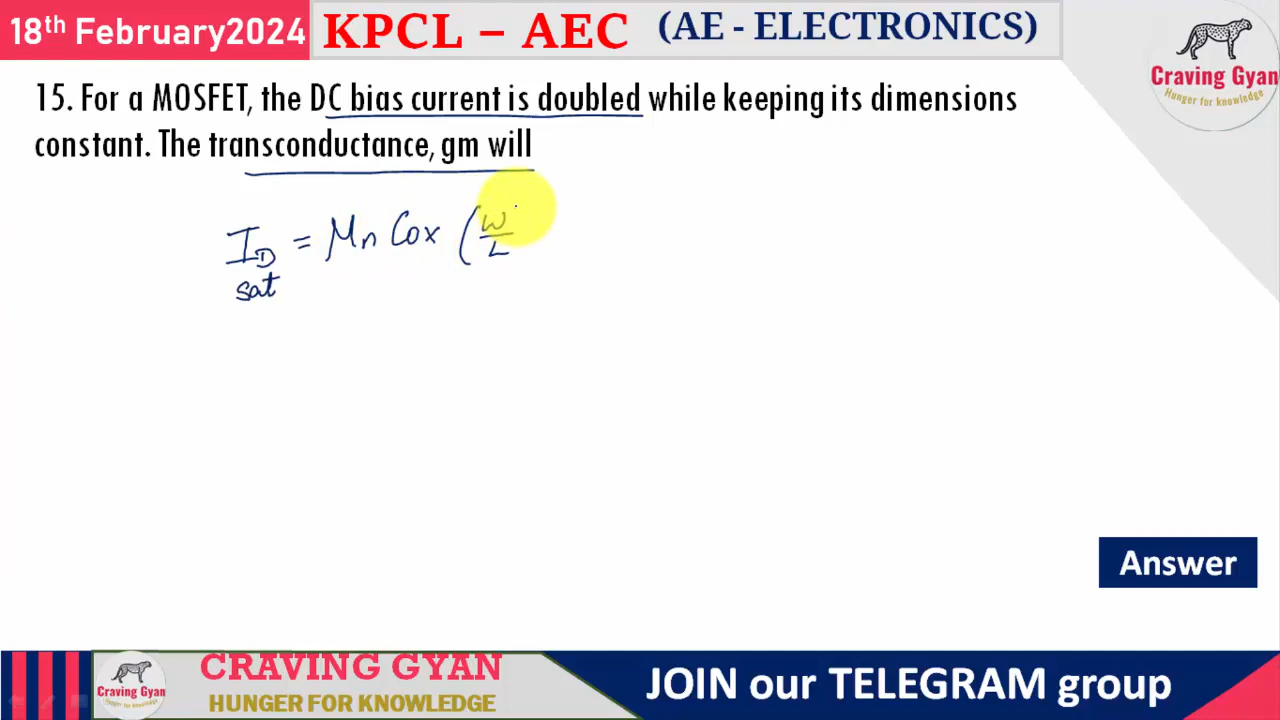 18th February2024
KPCL – AEC
(AE - ELECTRONICS)
Craving Gyan
Hunger for knowledge
15. For a MOSFET, the DC bias current is doubled while keeping its dimensions
constant. The transconductance, gm will
I_D sat = μn Cox (W/L
Answer
Craving Gyan
CRAVING GYAN
HUNGER FOR KNOWLEDGE
JOIN our TELEGRAM group